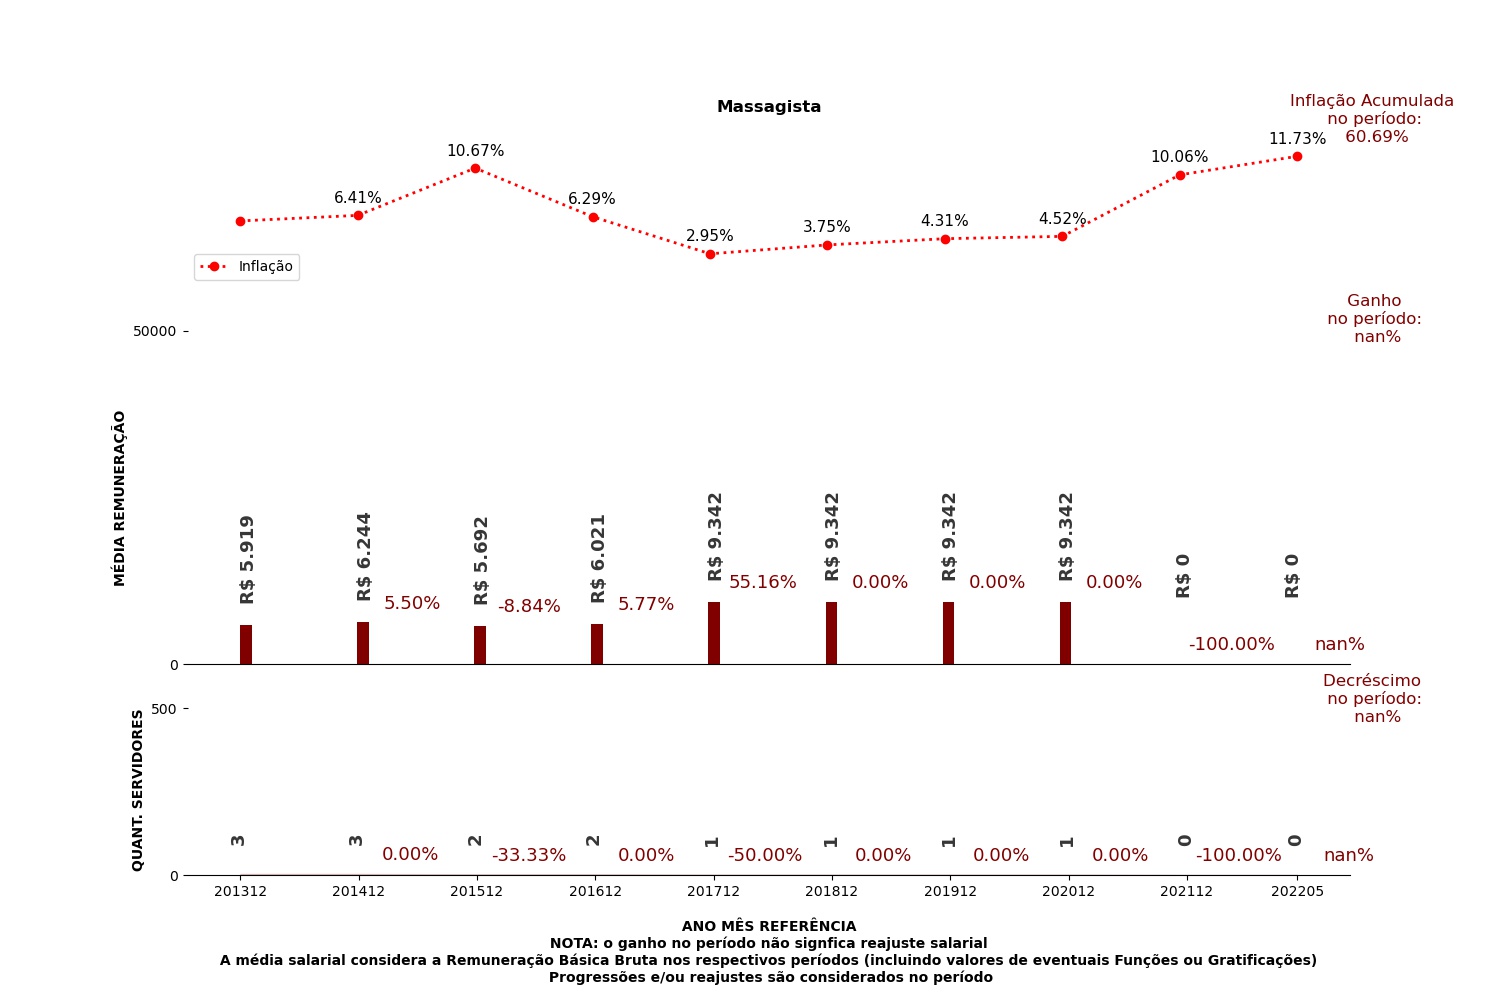 Massagista
Inflação Acumulada
no período:
60.69%
6.41%
10.67%
6.29%
2.95%
3.75%
4.31%
4.52%
10.06%
11.73%
Inflação
Ganho
no período:
nan%
50000
0
MÉDIA REMUNERAÇÃO
R$ 5.919
R$ 6.244
R$ 5.692
R$ 6.021
R$ 9.342
R$ 9.342
R$ 9.342
R$ 9.342
R$ 0
R$ 0
5.50%
-8.84%
5.77%
55.16%
0.00%
0.00%
0.00%
-100.00%
nan%
Decréscimo
no período:
nan%
500
0
QUANT. SERVIDORES
3
3
2
2
1
1
1
1
0
0
0.00%
-33.33%
0.00%
-50.00%
0.00%
0.00%
0.00%
-100.00%
nan%
201312 201412 201512 201612 201712 201812 201912 202012 202112 202205
ANO MÊS REFERÊNCIA
NOTA: o ganho no período não signfica reajuste salarial
A média salarial considera a Remuneração Básica Bruta nos respectivos períodos (incluindo valores de eventuais Funções ou Gratificações)
Progressões e/ou reajustes são considerados no período